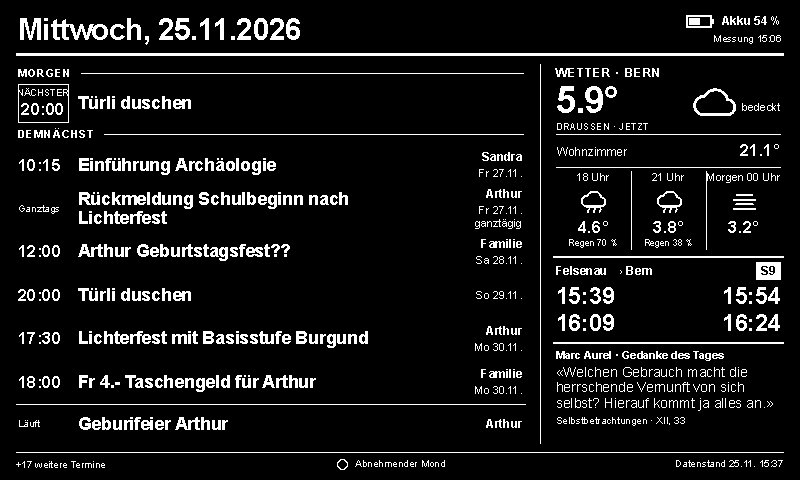 Mittwoch, 25.11.2026
Akku 54 %
Messung 15:06
MORGEN
NÄCHSTER
20:00 Türli duschen
DEMNÄCHST
10:15 Einführung Archäologie Sandra
Fr 27.11.
Ganztags Rückmeldung Schulbeginn nach Lichterfest Arthur
Fr 27.11.
ganztägig
12:00 Arthur Geburtstagsfest?? Familie
Sa 28.11.
20:00 Türli duschen So 29.11.
17:30 Lichterfest mit Basisstufe Burgund Arthur
Mo 30.11.
18:00 Fr 4.- Taschengeld für Arthur Familie
Mo 30.11.
Läuft Geburifeier Arthur Arthur
WETTER · BERN
5.9° bedeckt
DRAUSSEN · JETZT
Wohnzimmer 21.1°
18 Uhr 21 Uhr Morgen 00 Uhr
4.6° 3.8° 3.2°
Regen 70 % Regen 38 %
Felsenau › Bern S9
15:39 15:54
16:09 16:24
Marc Aurel · Gedanke des Tages
«Welchen Gebrauch macht die
herrschende Vernunft von sich
selbst? Hierauf kommt ja alles an.»
Selbstbetrachtungen · XII, 33
+17 weitere Termine Abnehmender Mond Datenstand 25.11. 15:37